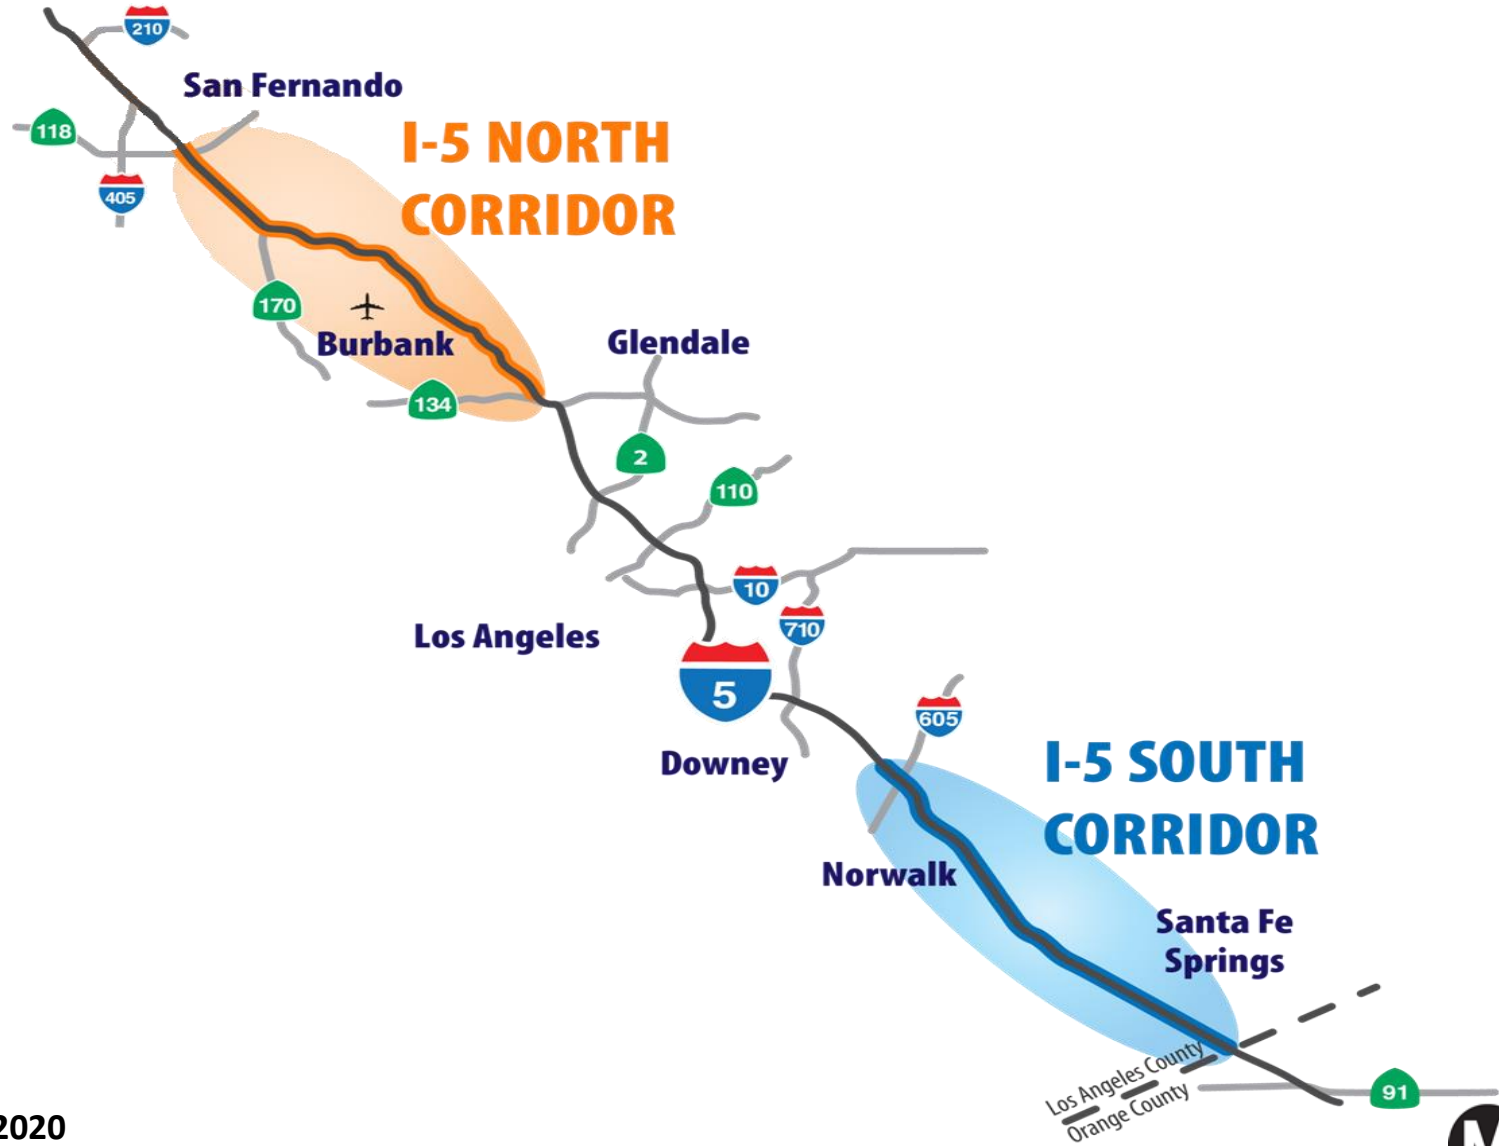 210
San Fernando
118
I-5 NORTH
CORRIDOR
405
170
Burbank
Glendale
134
2
110
10
Los Angeles
710
5
605
Downey
I-5 SOUTH
CORRIDOR
Norwalk
Santa Fe
Springs
Los Angeles County
Orange County
91
2020
M